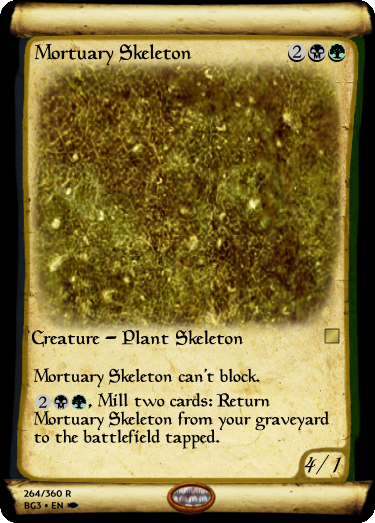 Mortuary Skeleton 2
Creature – Plant Skeleton
Mortuary Skeleton can't block.
2 , Mill two cards: Return
Mortuary Skeleton from your graveyard
to the battlefield tapped.
4/1
264/360 R
BG3 • EN